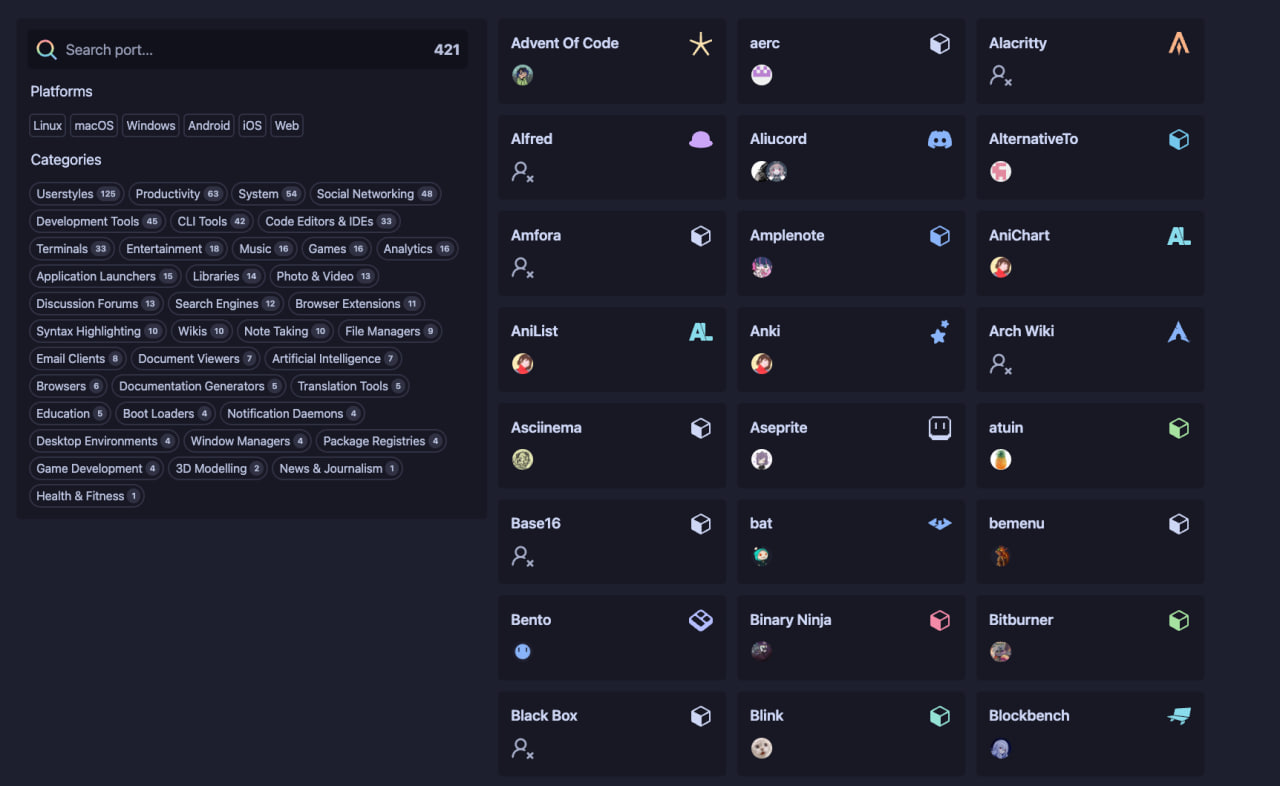 Search port... 421
Platforms
Linux macOS Windows Android iOS Web
Categories
Userstyles 125 Productivity 63 System 54 Social Networking 48
Development Tools 45 CLI Tools 42 Code Editors & IDEs 33
Terminals 33 Entertainment 18 Music 16 Games 16 Analytics 16
Application Launchers 15 Libraries 14 Photo & Video 13
Discussion Forums 13 Search Engines 12 Browser Extensions 11
Syntax Highlighting 10 Wikis 10 Note Taking 10 File Managers 9
Email Clients 8 Document Viewers 7 Artificial Intelligence 7
Browsers 6 Documentation Generators 5 Translation Tools 5
Education 5 Boot Loaders 4 Notification Daemons 4
Desktop Environments 4 Window Managers 4 Package Registries 4
Game Development 4 3D Modelling 2 News & Journalism 1
Health & Fitness 1
Advent Of Code aerc Alacritty
Alfred Aliucord AlternativeTo
Amfora Amplenote AniChart
AniList Anki Arch Wiki
Asciinema Aseprite atuin
Base16 bat bemenu
Bento Binary Ninja Bitburner
Black Box Blink Blockbench